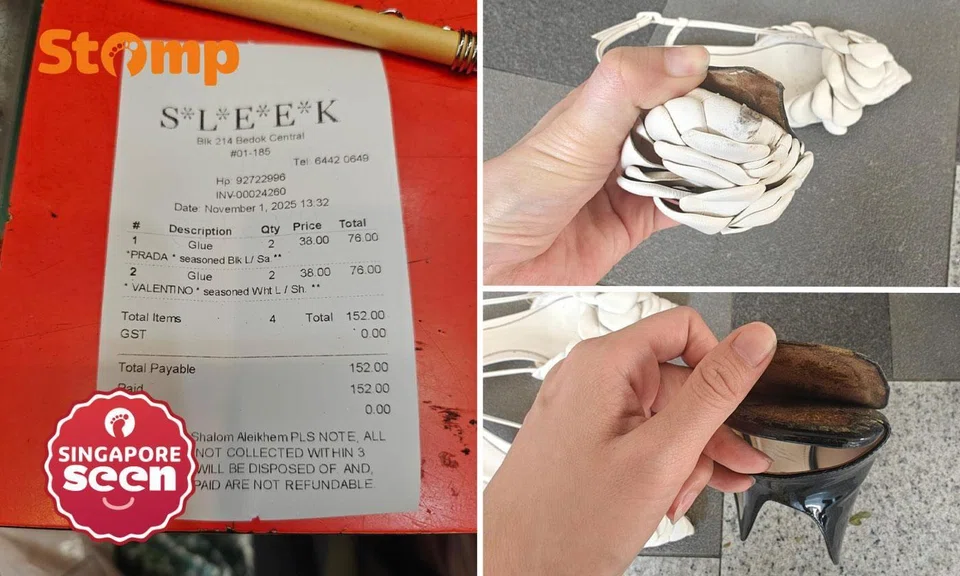 Stomp
S*L*E*E*K
Blk 214 Bedok Central
#01-185
Tel: 6442 0649
Hp: 92722996
INV-00024260
Date: November 1, 2025 13:32
# Description Qty Price Total
1 Glue 2 38.00 76.00
*PRADA * seasoned Blk L/ Sa **
2 Glue 2 38.00 76.00
* VALENTINO * seasoned Wht L / Sh. **
Total Items 4 Total 152.00
GST 0.00
Total Payable 152.00
Paid 152.00
0.00
Shalom Aleikhem PLS NOTE, ALL
NOT COLLECTED WITHIN 3
WILL BE DISPOSED OF AND,
PAID ARE NOT REFUNDABLE.
SINGAPORE
seen